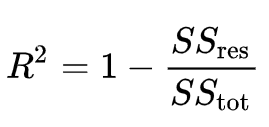 R² = 1 − SS_res / SS_tot